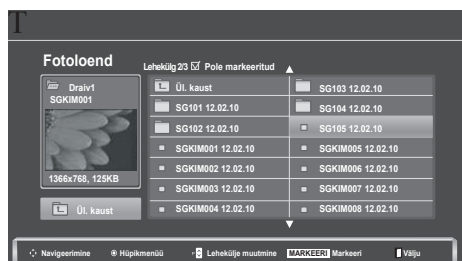 T
Fotoloend
Lehekülg 2/3 Pole markeeritud
Draiv1
SGKIM001
1366x768, 125KB
Ül. kaust
Ül. kaust
SG101 12.02.10
SG102 12.02.10
SGKIM001 12.02.10
SGKIM002 12.02.10
SGKIM003 12.02.10
SGKIM004 12.02.10
SG103 12.02.10
SG104 12.02.10
SG105 12.02.10
SGKIM005 12.02.10
SGKIM006 12.02.10
SGKIM007 12.02.10
SGKIM008 12.02.10
Navigeerimine Hüpikmenüü Lehekülje muutmine MARKEERI Markeeri Välju